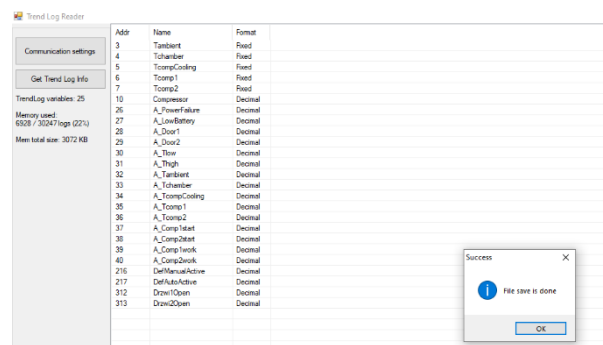 Trend Log Reader
Communication settings
Get Trend Log Info
TrendLog variables: 25
Memory used:
6928 / 30247 logs (22%)
Mem total size: 3072 KB
Addr Name Format
3 Tambient Fixed
4 Tchamber Fixed
5 TcompCooling Fixed
6 Tcomp1 Fixed
7 Tcomp2 Fixed
10 Compressor Decimal
26 A_PowerFailure Decimal
27 A_LowBattery Decimal
28 A_Door1 Decimal
29 A_Door2 Decimal
30 A_Tlow Decimal
31 A_Thigh Decimal
32 A_Tambient Decimal
33 A_Tchamber Decimal
34 A_TcompCooling Decimal
35 A_Tcomp1 Decimal
36 A_Tcomp2 Decimal
37 A_Comp1start Decimal
38 A_Comp2start Decimal
39 A_Comp1work Decimal
40 A_Comp2work Decimal
216 DefManualActive Decimal
217 DefAutoActive Decimal
312 Drzwi1Open Decimal
313 Drzwi2Open Decimal
Success
File save is done
OK